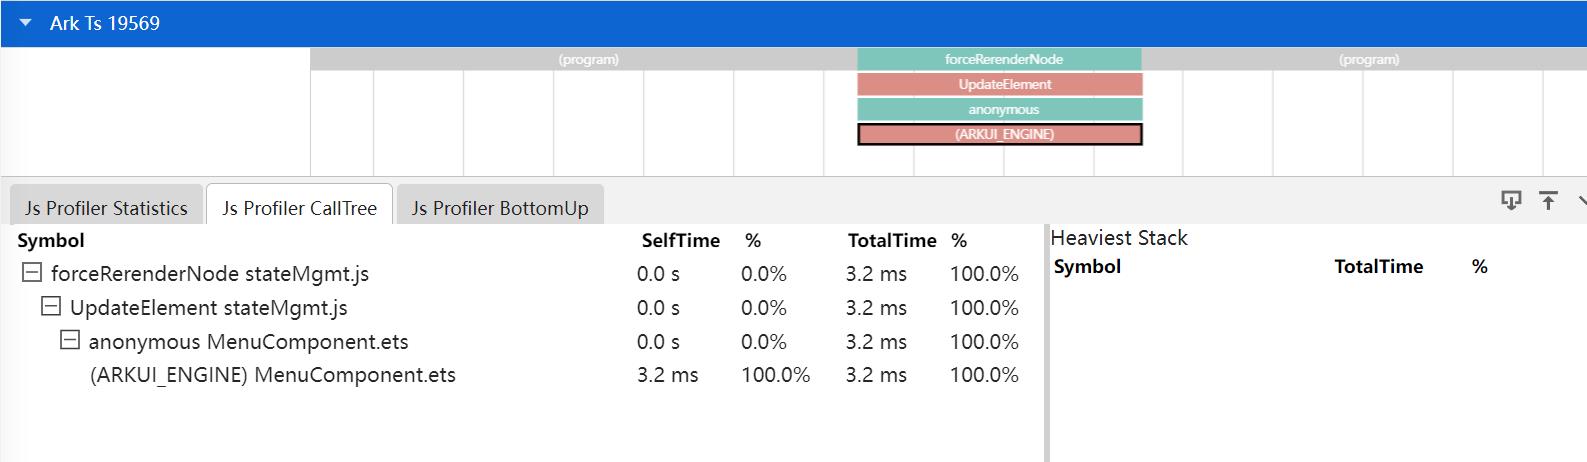 Ark Ts 19569
(program) forceRerenderNode (program)
UpdateElement
anonymous
(ARKUI_ENGINE)
Js Profiler Statistics Js Profiler CallTree Js Profiler BottomUp
Symbol SelfTime % TotalTime %
forceRerenderNode stateMgmt.js 0.0 s 0.0% 3.2 ms 100.0%
UpdateElement stateMgmt.js 0.0 s 0.0% 3.2 ms 100.0%
anonymous MenuComponent.ets 0.0 s 0.0% 3.2 ms 100.0%
(ARKUI_ENGINE) MenuComponent.ets 3.2 ms 100.0% 3.2 ms 100.0%
Heaviest Stack
Symbol TotalTime %